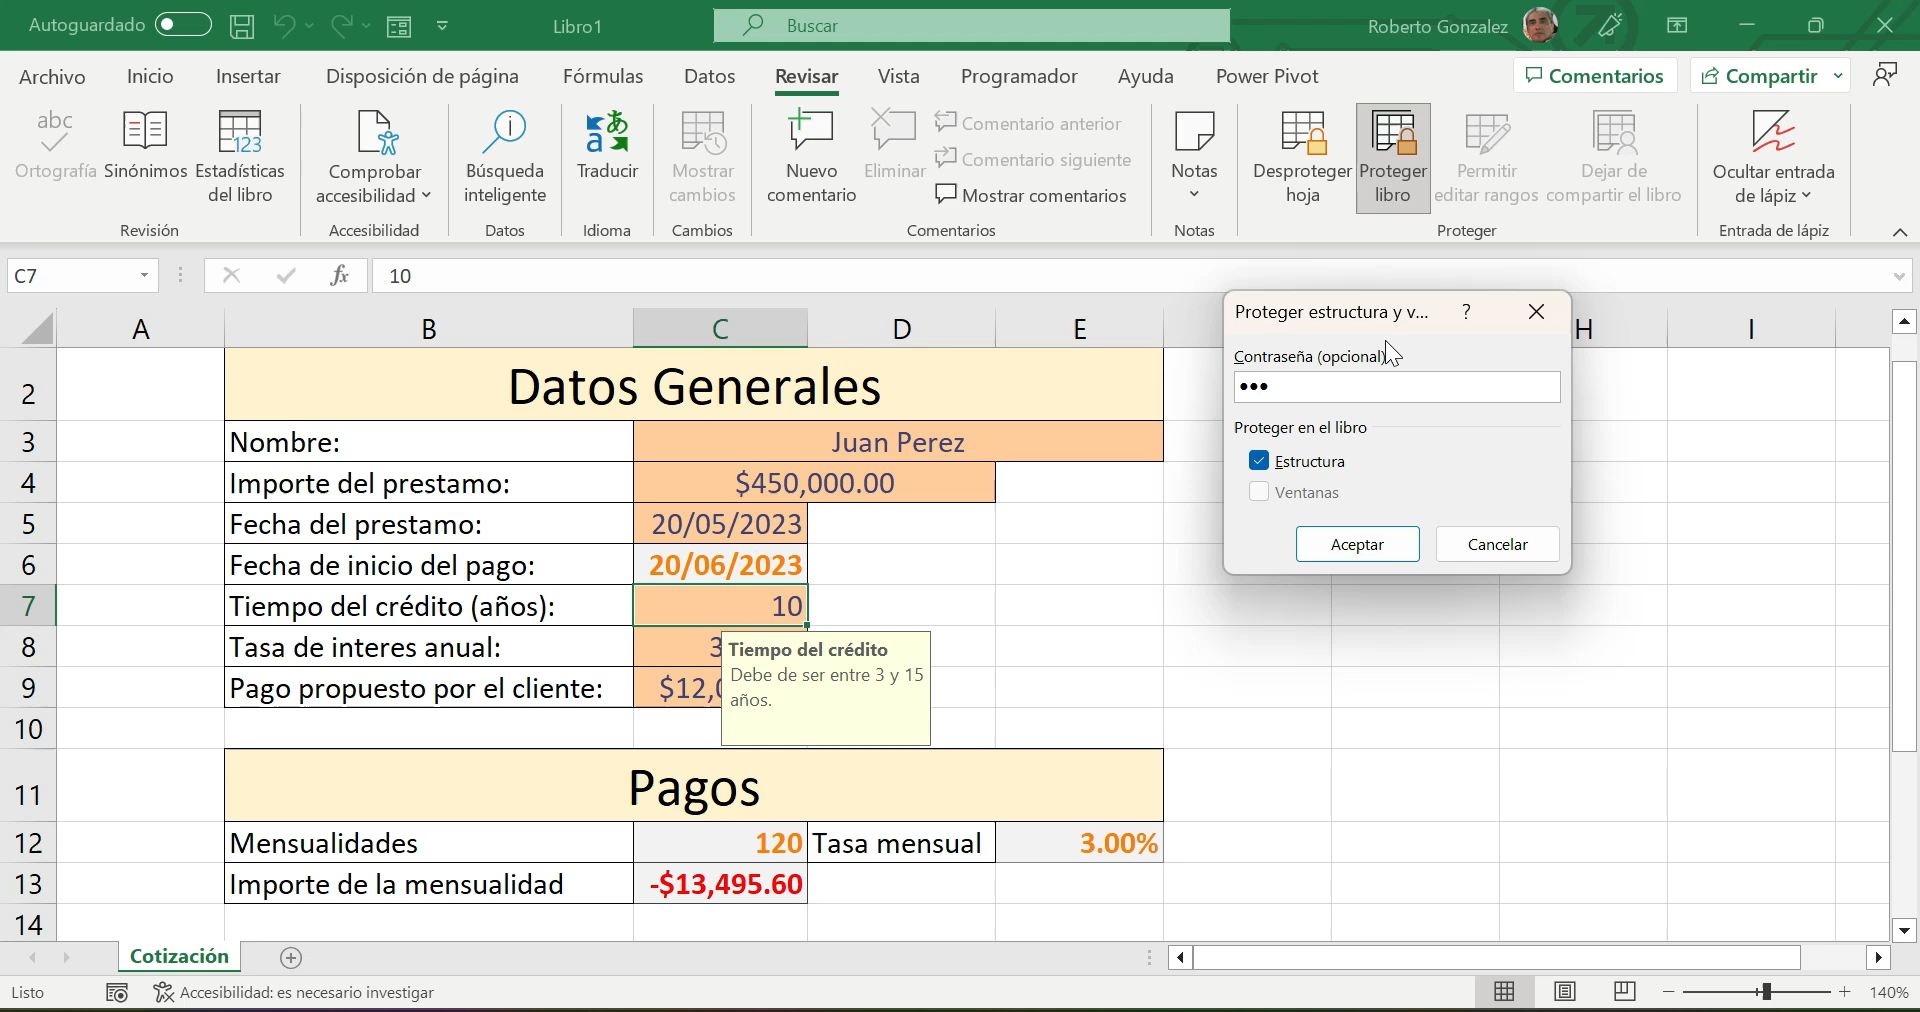 Autoguardado
Libro1
Buscar
Roberto Gonzalez
Archivo Inicio Insertar Disposición de página Fórmulas Datos Revisar Vista Programador Ayuda Power Pivot Comentarios Compartir
abc
Ortografía
Sinónimos
123
Estadísticas
del libro
Revisión
Comprobar
accesibilidad
Accesibilidad
Búsqueda
inteligente
Datos
a
Traducir
Idioma
Mostrar
cambios
Cambios
Nuevo
comentario
Eliminar
Comentario anterior
Comentario siguiente
Mostrar comentarios
Comentarios
Notas
Notas
Desproteger
hoja
Proteger
libro
Permitir
editar rangos
Dejar de
compartir el libro
Proteger
Ocultar entrada
de lápiz
Entrada de lápiz
C7
fx
10
A B C D E H I
2 Datos Generales
3 Nombre: Juan Perez
4 Importe del prestamo: $450,000.00
5 Fecha del prestamo: 20/05/2023
6 Fecha de inicio del pago: 20/06/2023
7 Tiempo del crédito (años): 10
8 Tasa de interes anual: 3
9 Pago propuesto por el cliente: $12,0
10
11 Pagos
12 Mensualidades 120 Tasa mensual 3.00%
13 Importe de la mensualidad -$13,495.60
14
Tiempo del crédito
Debe de ser entre 3 y 15
años.
Proteger estructura y v... ?
Contraseña (opcional)
•••
Proteger en el libro
Estructura
Ventanas
Aceptar Cancelar
Cotización
Listo
Accesibilidad: es necesario investigar
140%